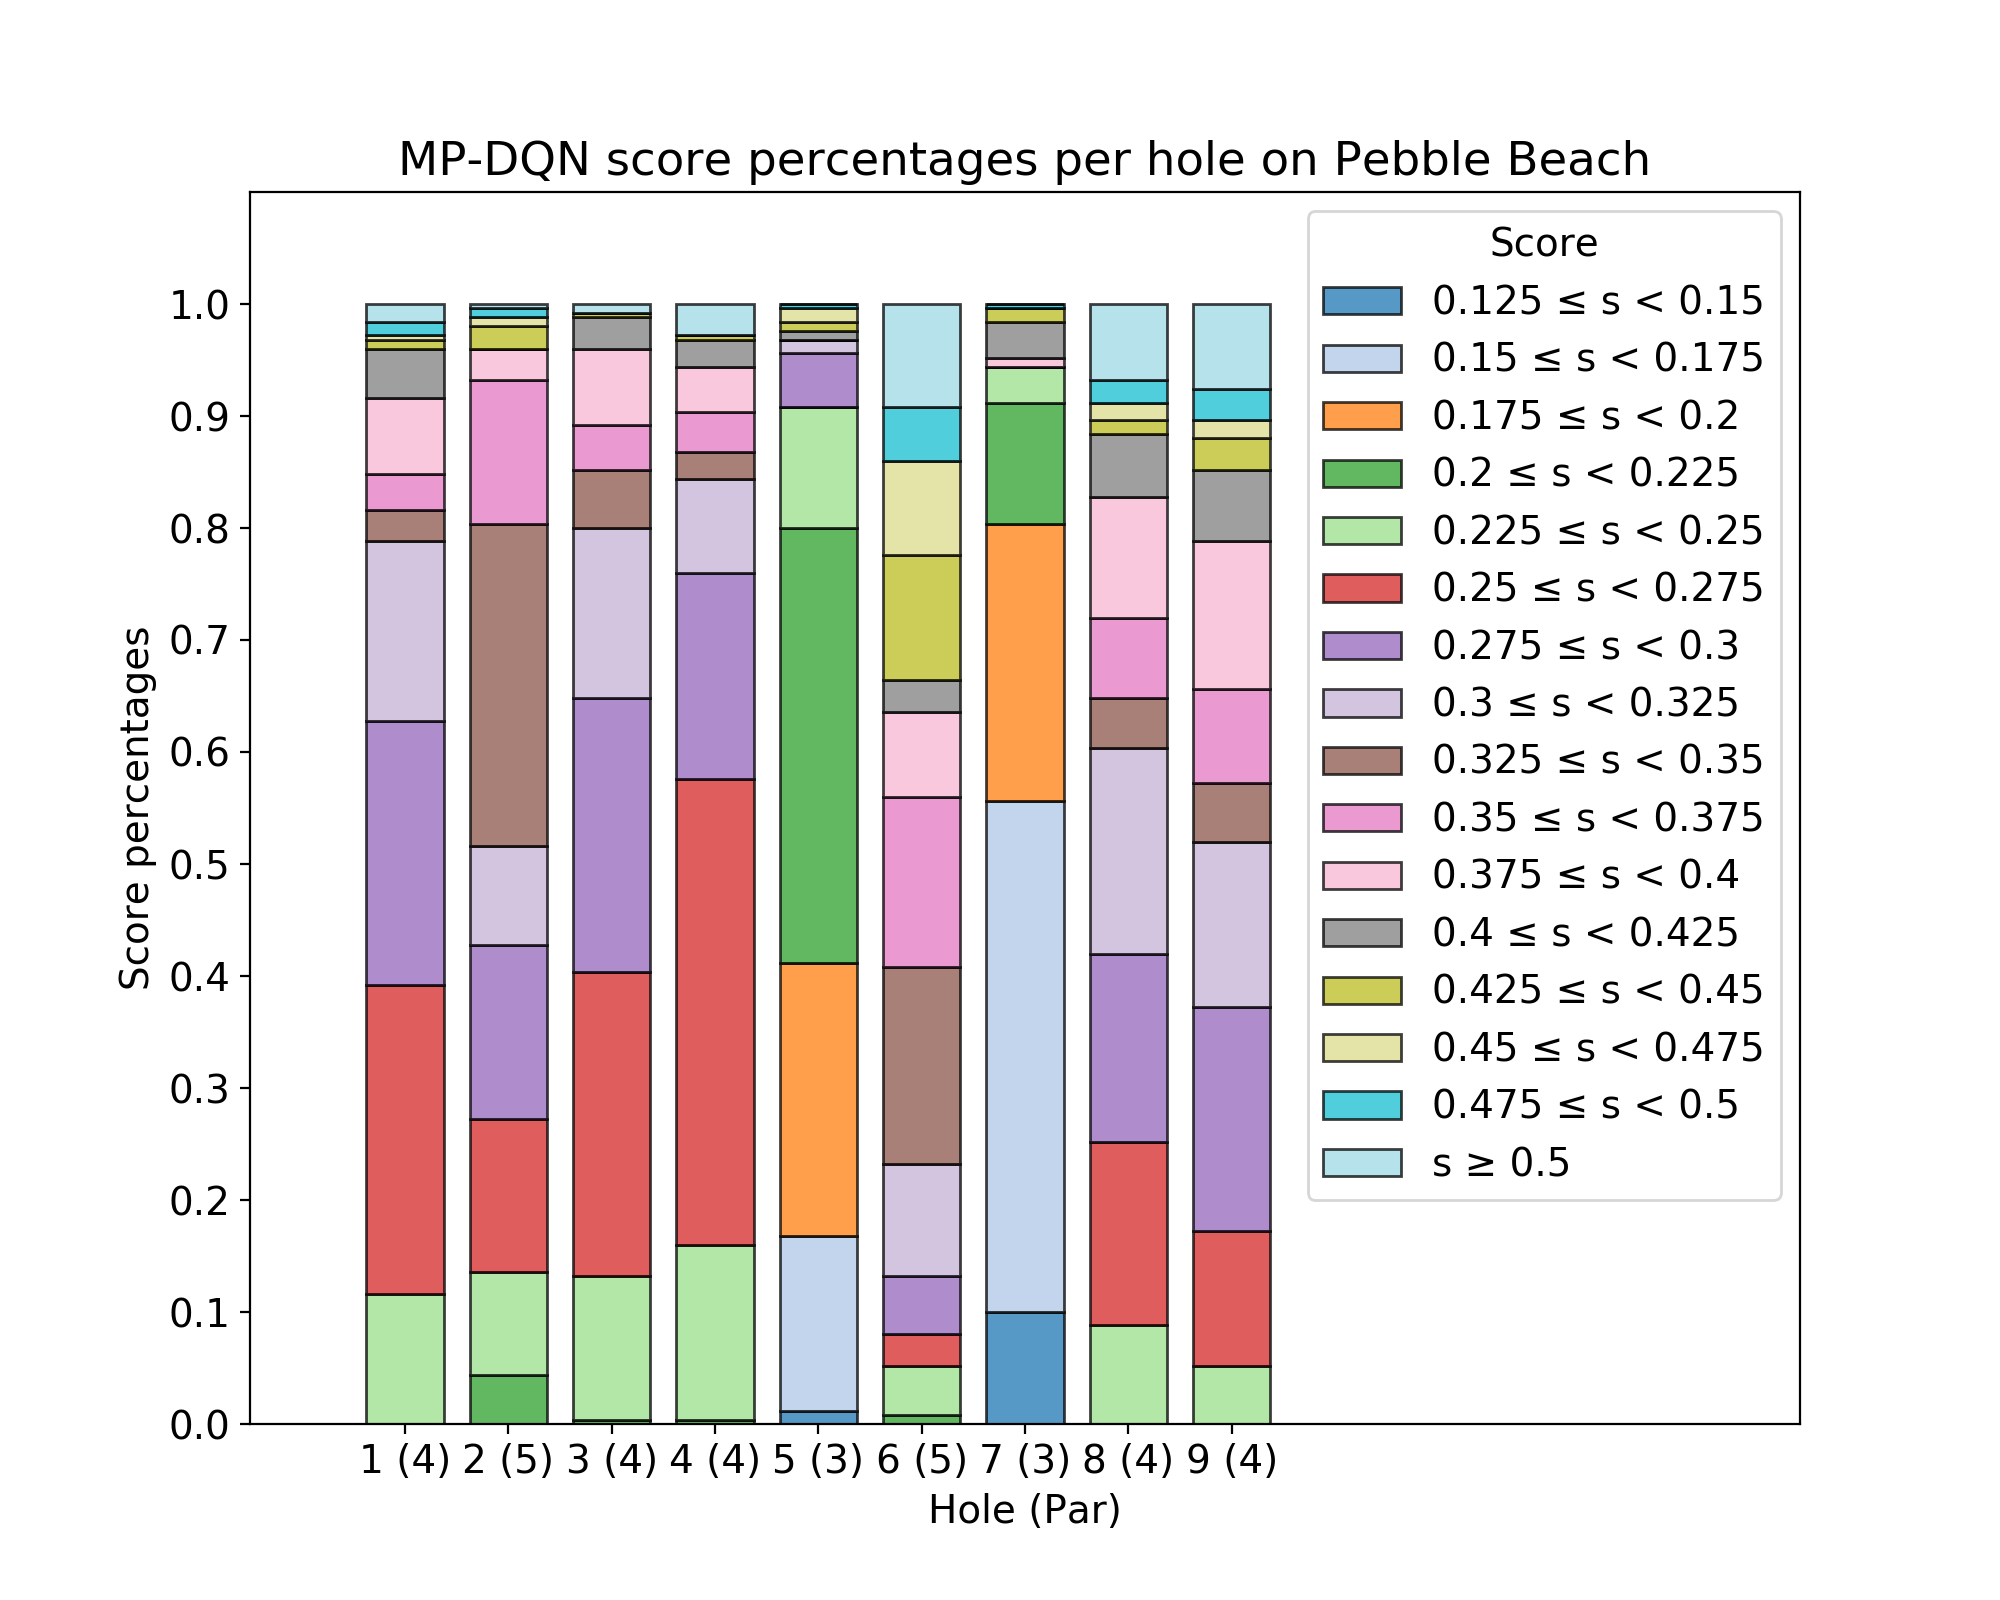 MP-DQN score percentages per hole on Pebble Beach
Score
0.125 ≤ s < 0.15
0.15 ≤ s < 0.175
0.175 ≤ s < 0.2
0.2 ≤ s < 0.225
0.225 ≤ s < 0.25
0.25 ≤ s < 0.275
0.275 ≤ s < 0.3
0.3 ≤ s < 0.325
0.325 ≤ s < 0.35
0.35 ≤ s < 0.375
0.375 ≤ s < 0.4
0.4 ≤ s < 0.425
0.425 ≤ s < 0.45
0.45 ≤ s < 0.475
0.475 ≤ s < 0.5
s ≥ 0.5
Score percentages
1.0
0.9
0.8
0.7
0.6
0.5
0.4
0.3
0.2
0.1
0.0
1 (4) 2 (5) 3 (4) 4 (4) 5 (3) 6 (5) 7 (3) 8 (4) 9 (4)
Hole (Par)